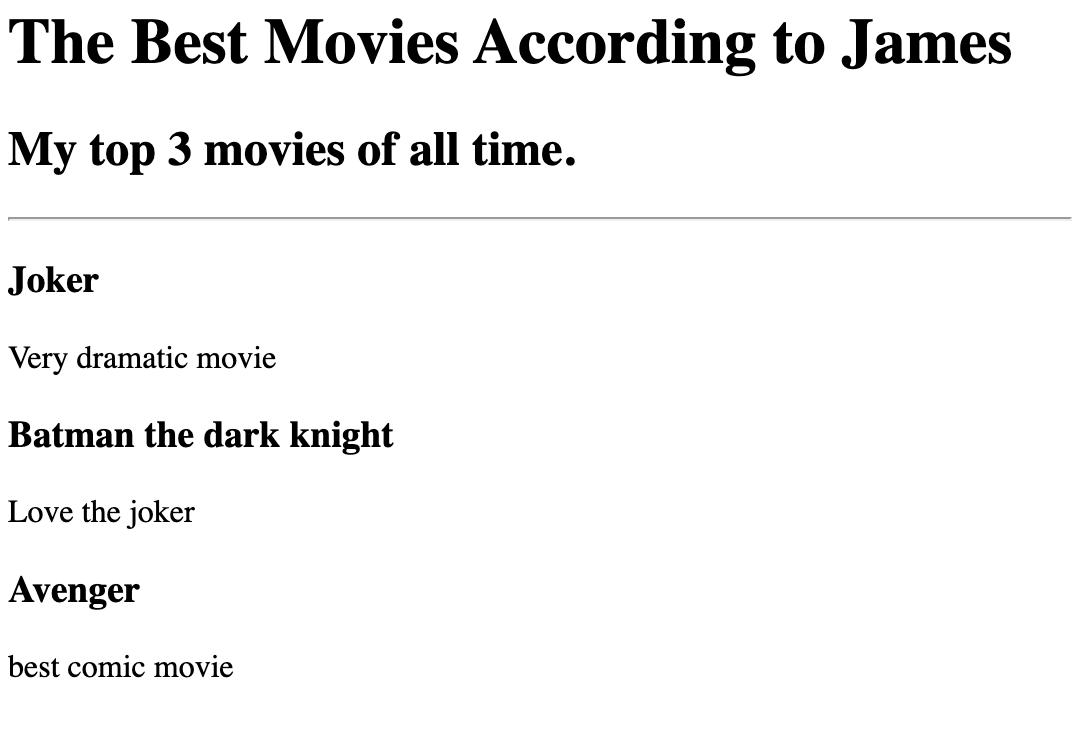 The Best Movies According to James
My top 3 movies of all time.
Joker
Very dramatic movie
Batman the dark knight
Love the joker
Avenger
best comic movie